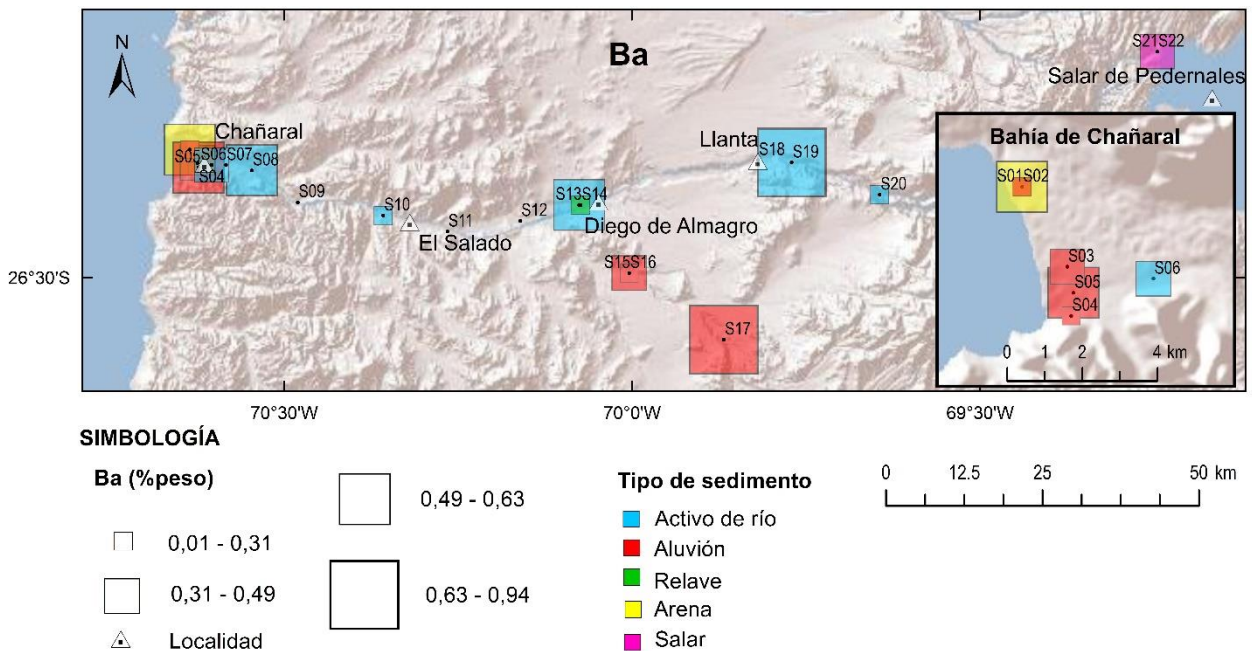 N
Ba
S21S22
Salar de Pedernales
Chañaral
S05 S06 S07 S08
S04
Llanta
S18 S19
S20
S09
S10
El Salado
S11
S12
S13S14
Diego de Almagro
S15S16
S17
26°30'S
70°30'W
70°0'W
69°30'W
Bahía de Chañaral
S01S02
S03
S05
S04
S06
0 1 2 4 km
SIMBOLOGÍA
Ba (%peso)
0,01 - 0,31
0,31 - 0,49
0,49 - 0,63
0,63 - 0,94
Localidad
Tipo de sedimento
Activo de río
Aluvión
Relave
Arena
Salar
0 12.5 25 50 km